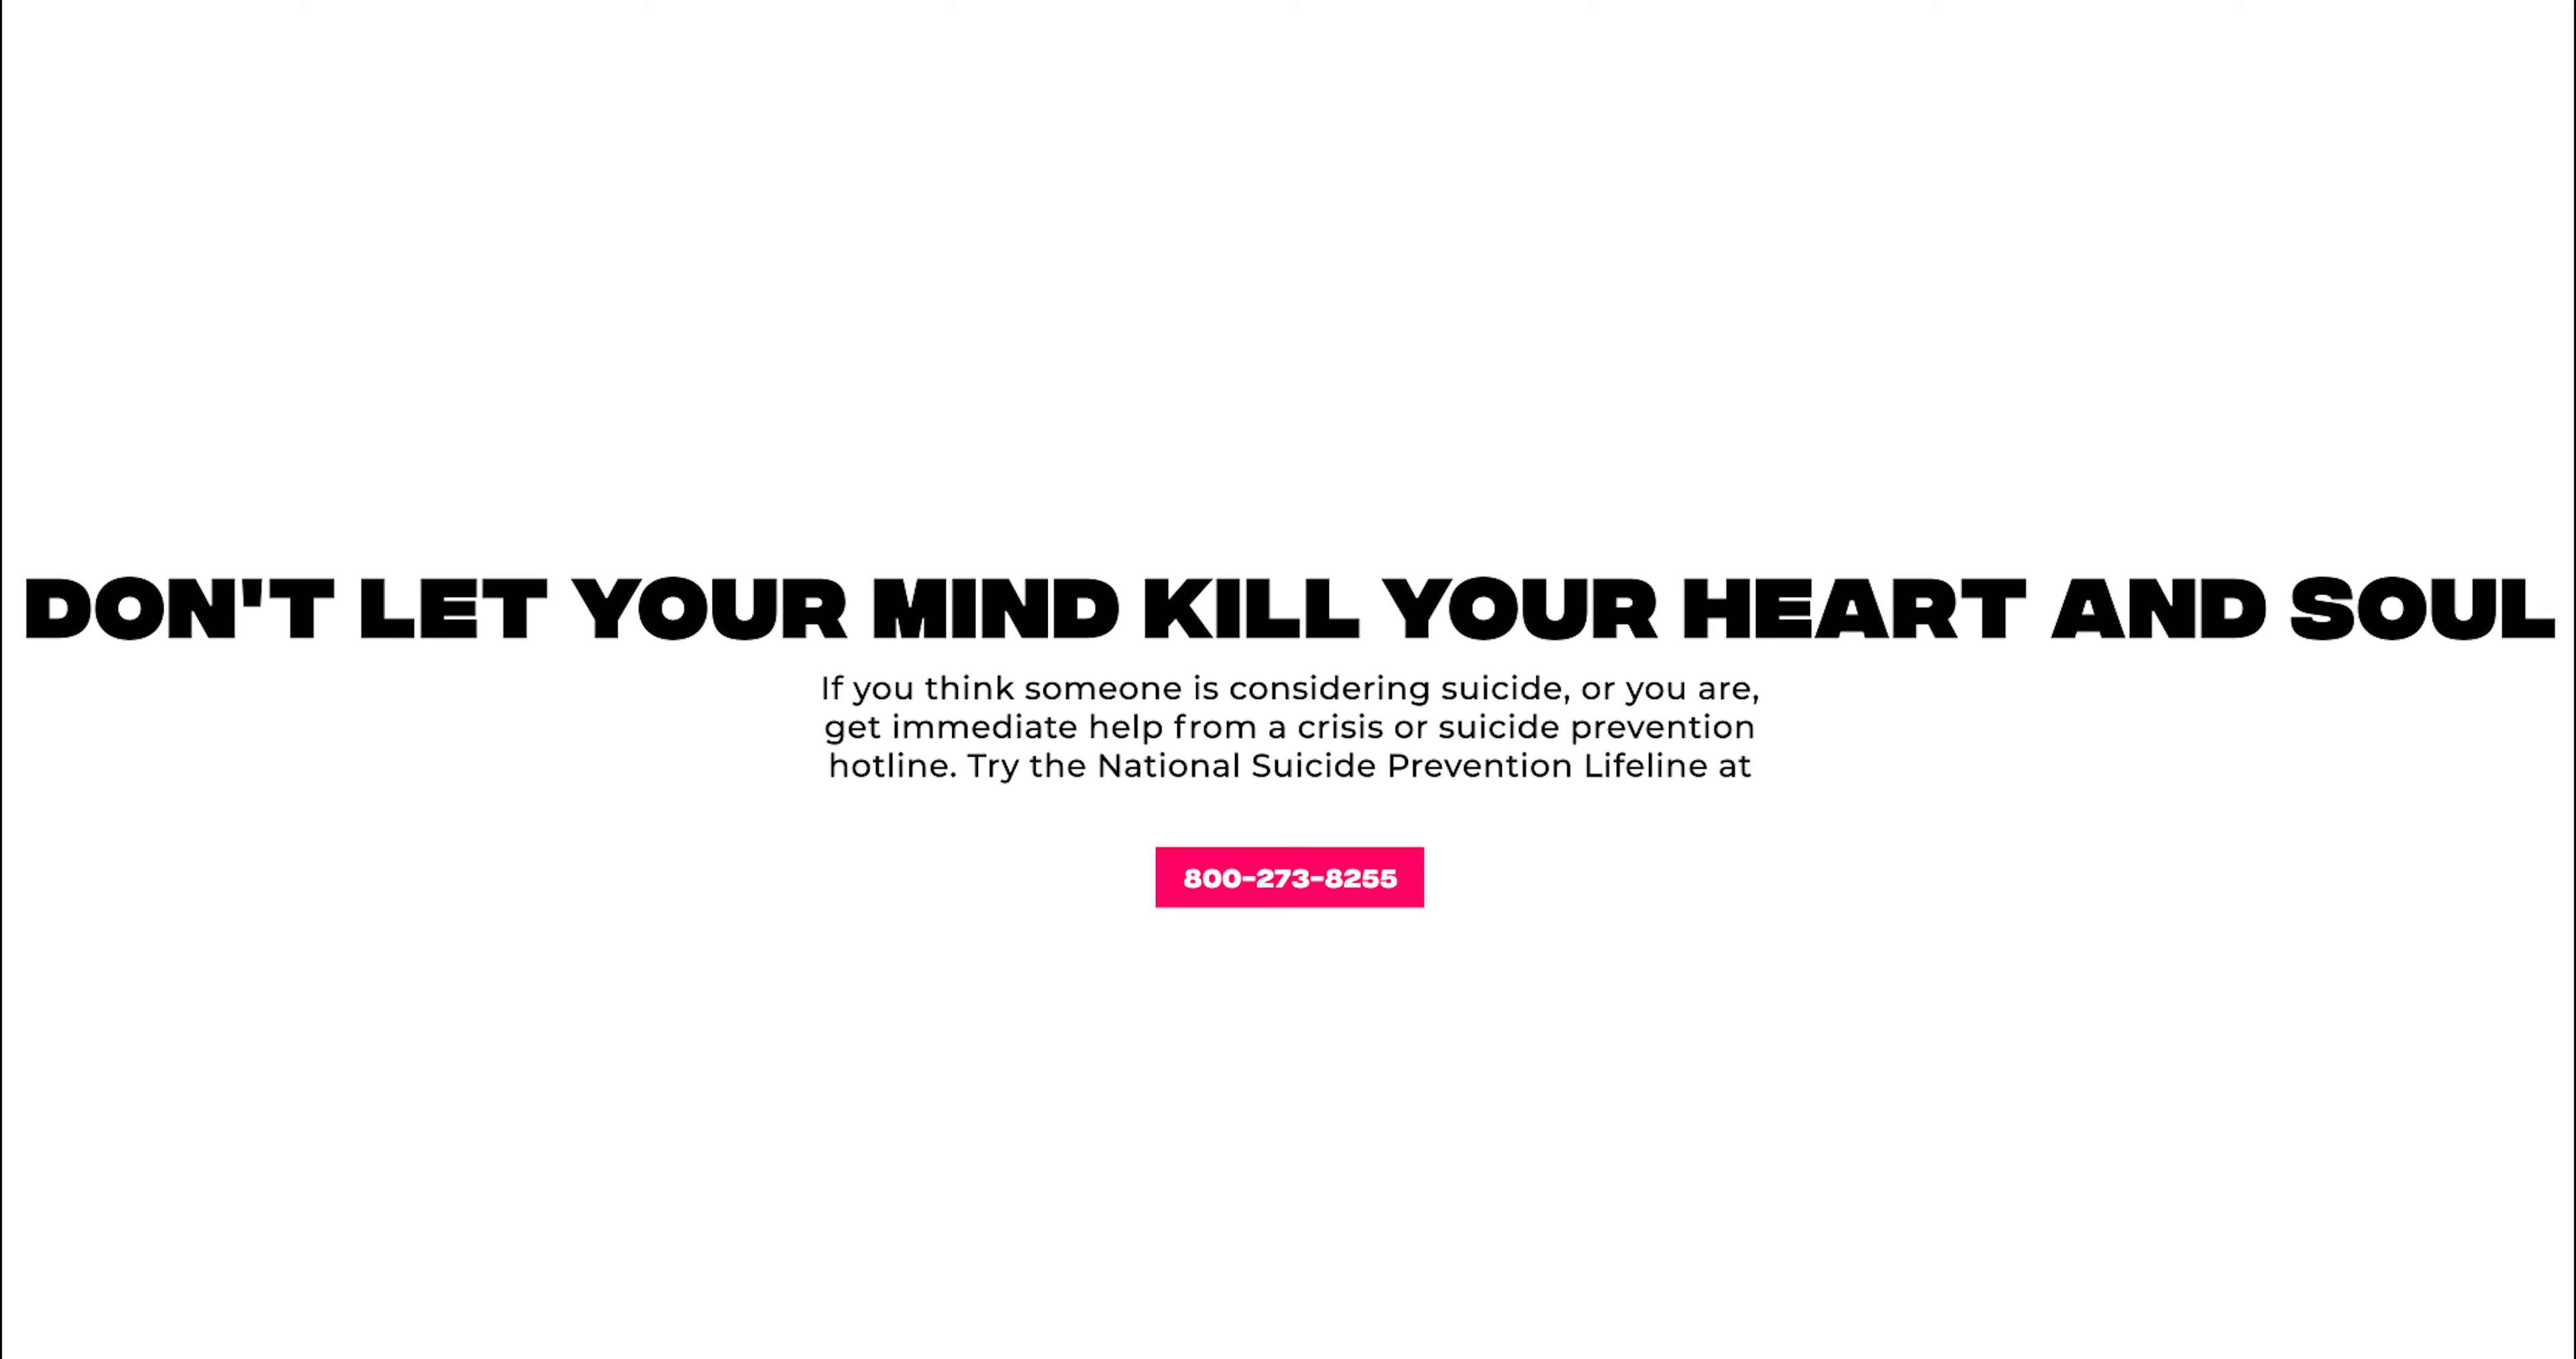 DON'T LET YOUR MIND KILL YOUR HEART AND SOUL
If you think someone is considering suicide, or you are,
get immediate help from a crisis or suicide prevention
hotline. Try the National Suicide Prevention Lifeline at
800-273-8255